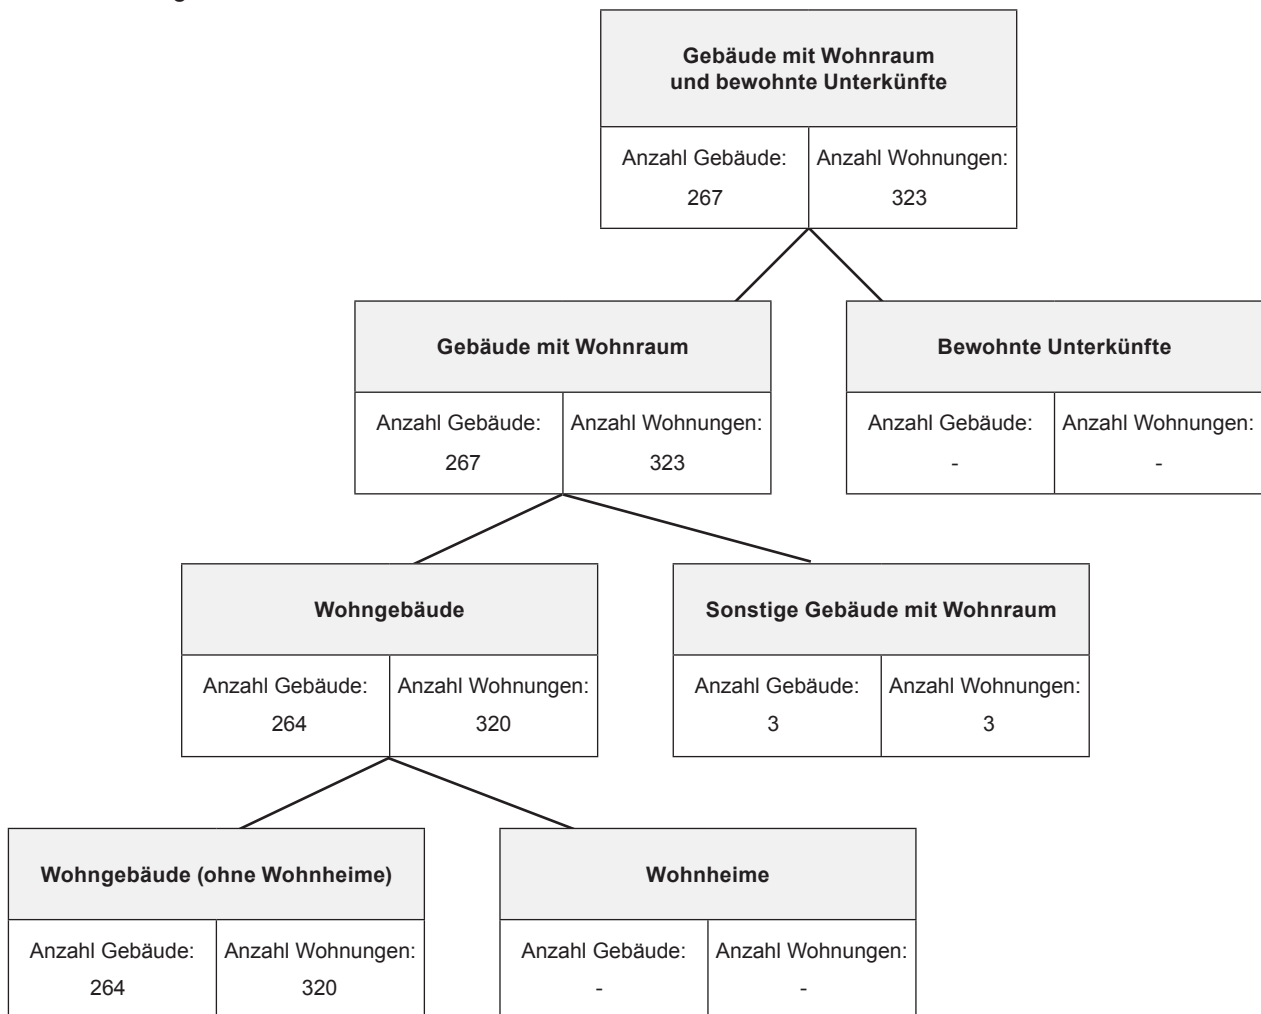 Gebäude mit Wohnraum
und bewohnte Unterkünfte
Anzahl Gebäude: Anzahl Wohnungen:
267 323
Gebäude mit Wohnraum
Anzahl Gebäude: Anzahl Wohnungen:
267 323
Bewohnte Unterkünfte
Anzahl Gebäude: Anzahl Wohnungen:
- -
Wohngebäude
Anzahl Gebäude: Anzahl Wohnungen:
264 320
Sonstige Gebäude mit Wohnraum
Anzahl Gebäude: Anzahl Wohnungen:
3 3
Wohngebäude (ohne Wohnheime)
Anzahl Gebäude: Anzahl Wohnungen:
264 320
Wohnheime
Anzahl Gebäude: Anzahl Wohnungen:
- -